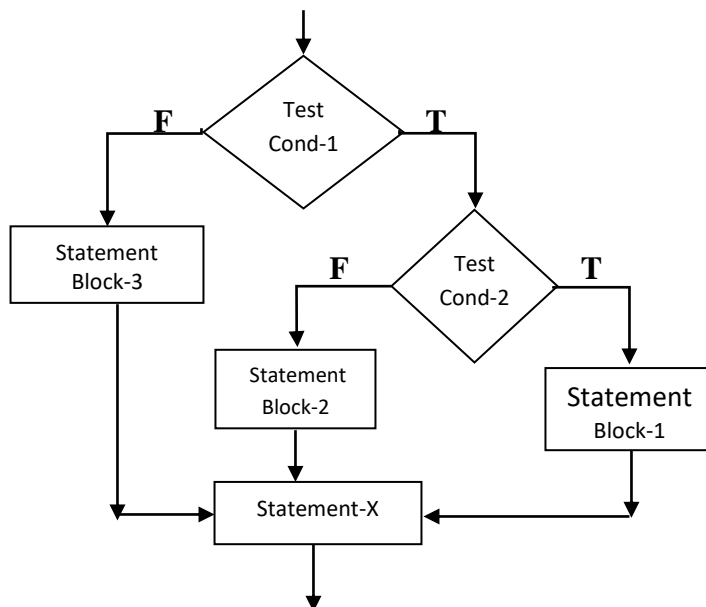 Test
Cond-1
F
T
Statement
Block-3
Test
Cond-2
F
T
Statement
Block-2
Statement
Block-1
Statement-X